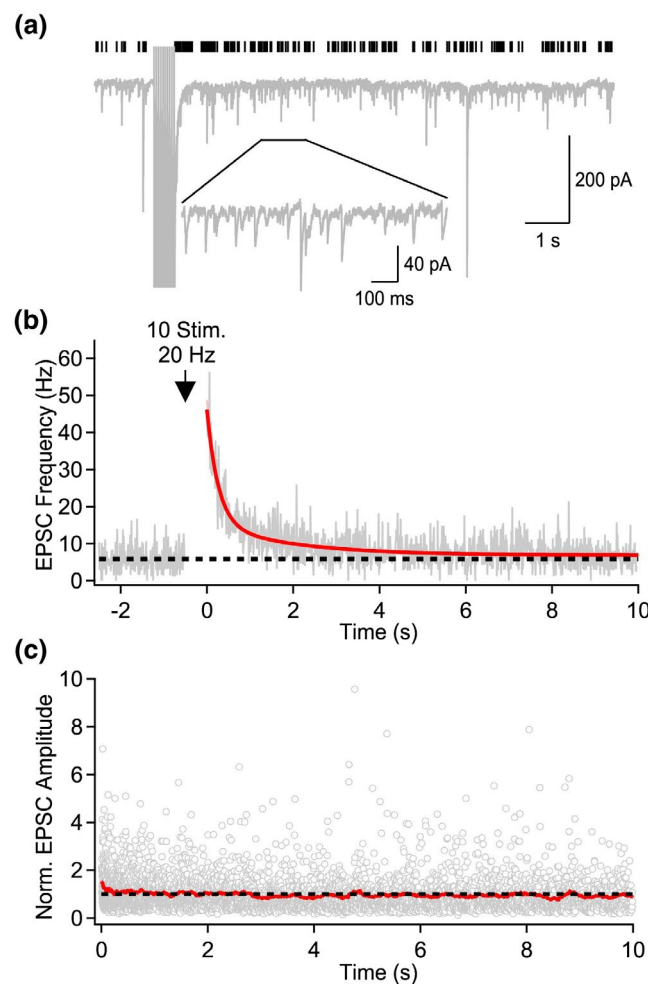 (a)
200 pA
1 s
40 pA
100 ms
(b)
10 Stim.
20 Hz
EPSC Frequency (Hz)
60
50
40
30
20
10
0
-2
0
2
4
6
8
10
Time (s)
(c)
Norm. EPSC Amplitude
10
8
6
4
2
0
0
2
4
6
8
10
Time (s)